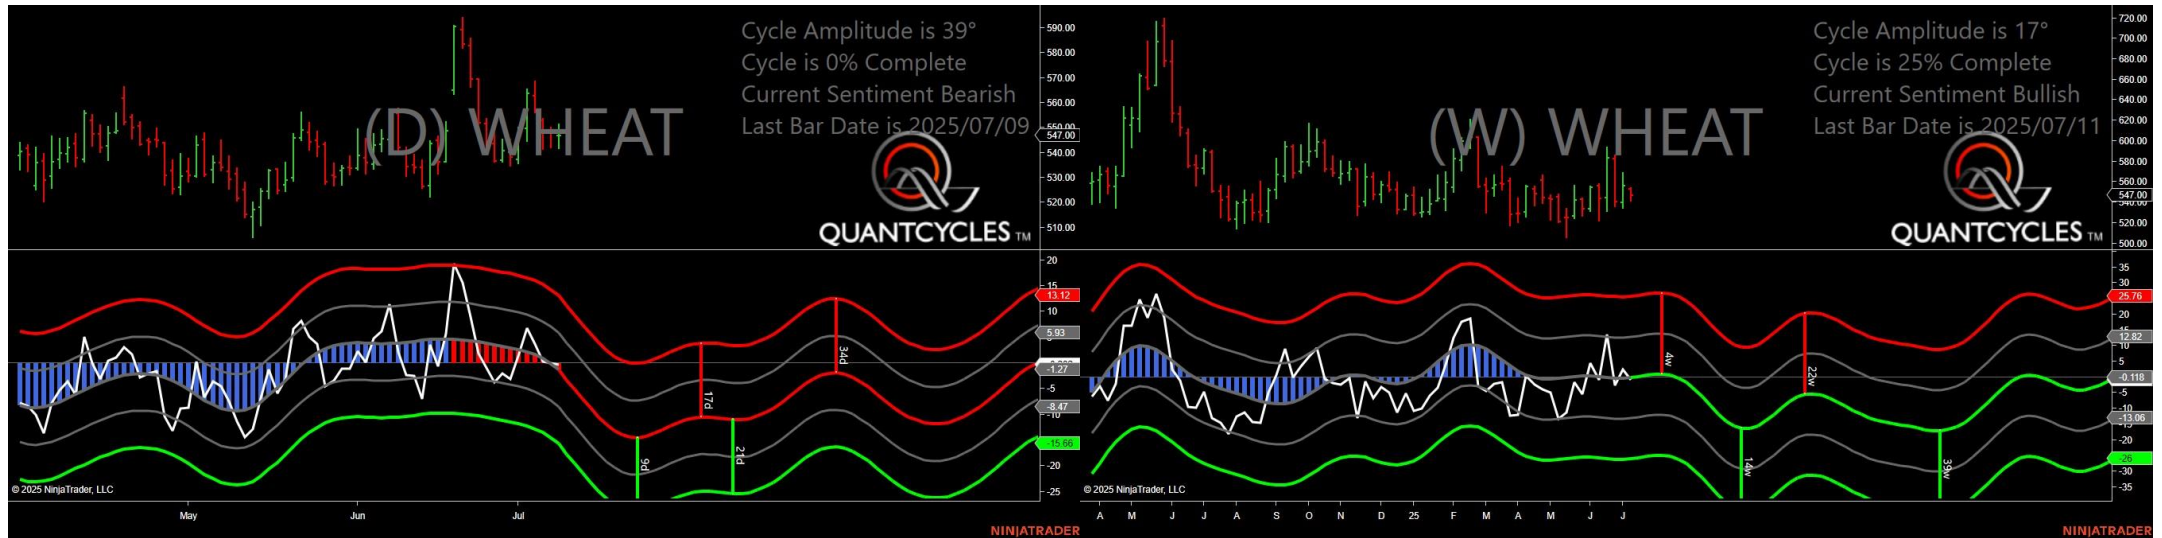 Cycle Amplitude is 39°
Cycle is 0% Complete
Current Sentiment Bearish
Last Bar Date is 2025/07/09
(D) WHEAT
QUANTCYCLES TM
590.00
580.00
570.00
560.00
550.00
547.00
540.00
530.00
520.00
510.00
20
15
13.12
10
5.93
-1.27
-5
-8.47
-10
-15.66
-20
-25
9d
17d
21d
34d
© 2025 NinjaTrader, LLC
May
Jun
Jul
NINJATRADER
Cycle Amplitude is 17°
Cycle is 25% Complete
Current Sentiment Bullish
Last Bar Date is 2025/07/11
(W) WHEAT
QUANTCYCLES TM
720.00
700.00
680.00
660.00
640.00
620.00
600.00
580.00
560.00
547.00
540.00
520.00
500.00
35
30
25.76
20
15
12.82
10
5
-0.118
-5
-10
-13.06
-15
-20
-26
-30
-35
4w
14w
22w
39w
© 2025 NinjaTrader, LLC
A M J J A S O N D 25 F M A M J J
NINJATRADER